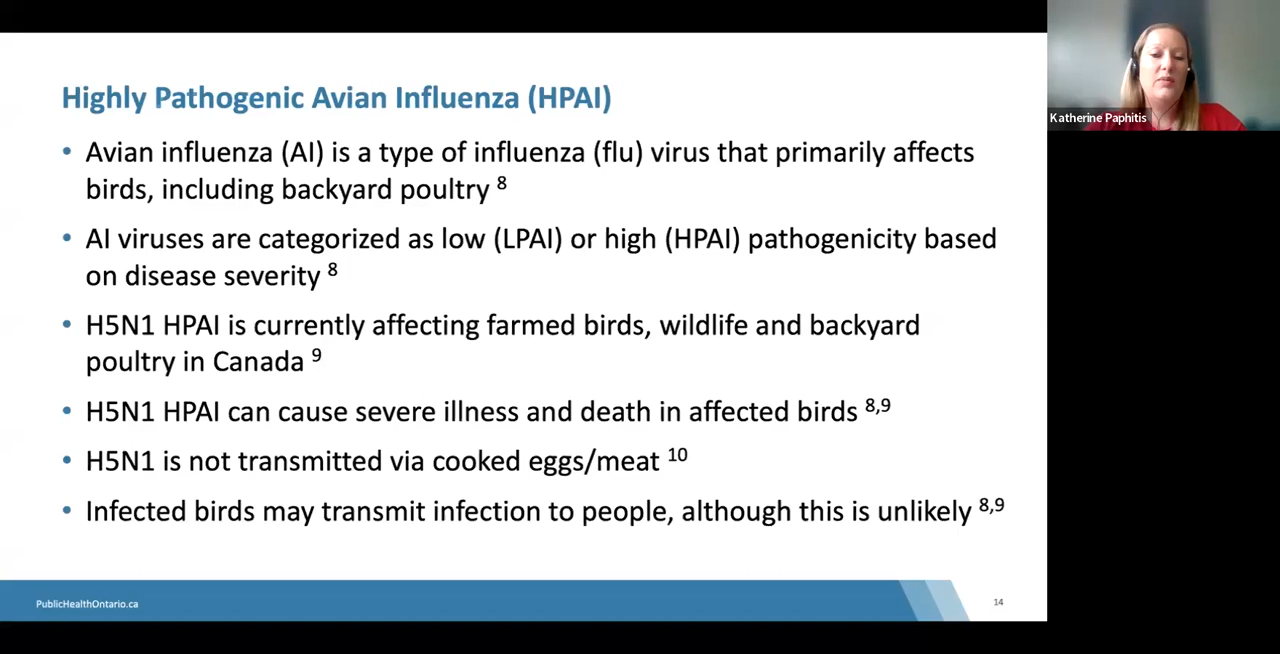 Highly Pathogenic Avian Influenza (HPAI)
• Avian influenza (AI) is a type of influenza (flu) virus that primarily affects
birds, including backyard poultry 8
• AI viruses are categorized as low (LPAI) or high (HPAI) pathogenicity based
on disease severity 8
• H5N1 HPAI is currently affecting farmed birds, wildlife and backyard
poultry in Canada 9
• H5N1 HPAI can cause severe illness and death in affected birds 8,9
• H5N1 is not transmitted via cooked eggs/meat 10
• Infected birds may transmit infection to people, although this is unlikely 8,9
PublicHealthOntario.ca
14
Katherine Paphitis